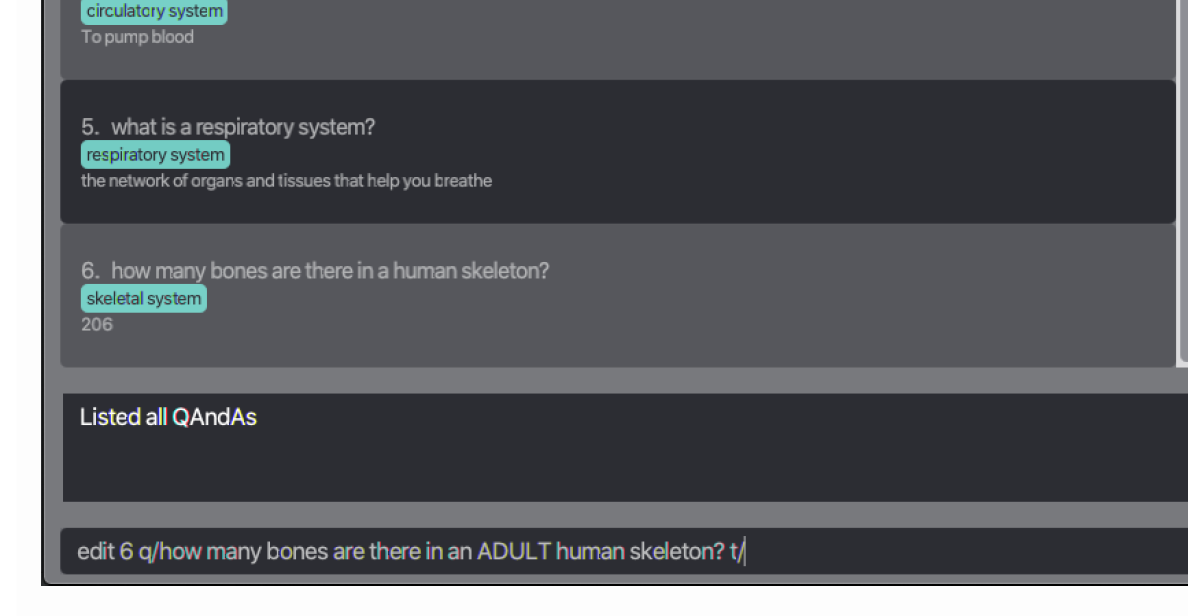 circulatory system
To pump blood
5. what is a respiratory system?
respiratory system
the network of organs and tissues that help you breathe
6. how many bones are there in a human skeleton?
skeletal system
206
Listed all QAndAs
edit 6 q/how many bones are there in an ADULT human skeleton? t/